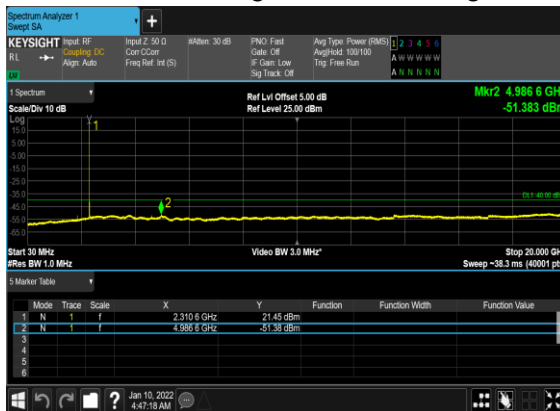 Spectrum Analyzer 1
Swept SA
+
KEYSIGHT Input: RF Input Z: 50 Ω #Atten: 30 dB PNO: Fast Avg Type: Power (RMS) 1 2 3 4 5 6
RL Coupling: DC Corr CCorr Gate: Off Avg|Hold: 100/100 A W W W W W
Align: Auto Freq Ref: Int (S) IF Gain: Low Trig: Free Run
Sig Track: Off A N N N N N
1 Spectrum Ref Lvl Offset 5.00 dB Mkr2 4.986 6 GH
Scale/Div 10 dB Ref Level 25.00 dBm -51.383 dBr
Log
15.0
5.00
-5.00
-15.0
-25.0
-35.0
-45.0
-55.0
-65.0
1
2
Start 30 MHz Video BW 3.0 MHz* Stop 20.000 GH
#Res BW 1.0 MHz Sweep ~38.3 ms (40001 pt
5 Marker Table
Mode Trace Scale X Y Function Function Width Function Value
1 N 1 f 2.310 6 GHz 21.45 dBm
2 N 1 f 4.986 6 GHz -51.38 dBm
3
4
5
6
? Jan 10, 2022
4:47:18 AM